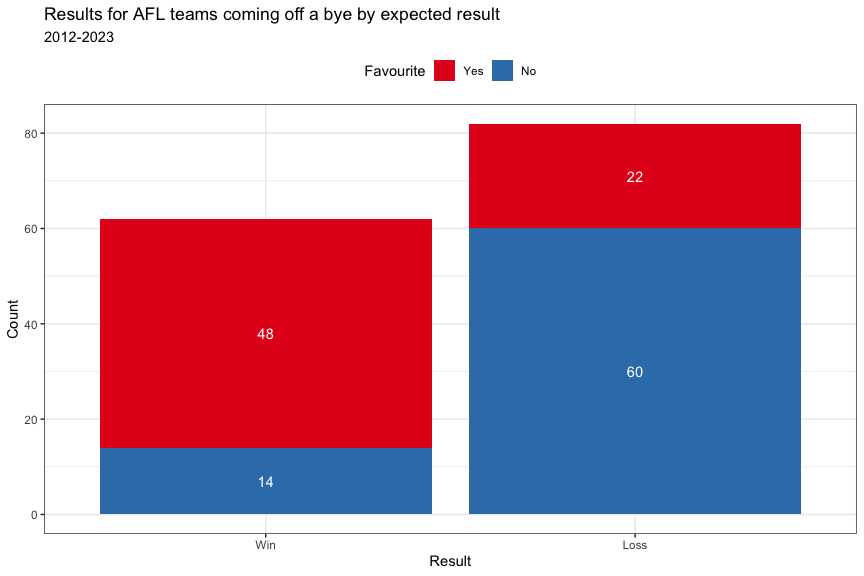 Results for AFL teams coming off a bye by expected result
2012-2023
Favourite Yes No
80
60
40
20
0
Count
22
48
60
14
Win Loss
Result